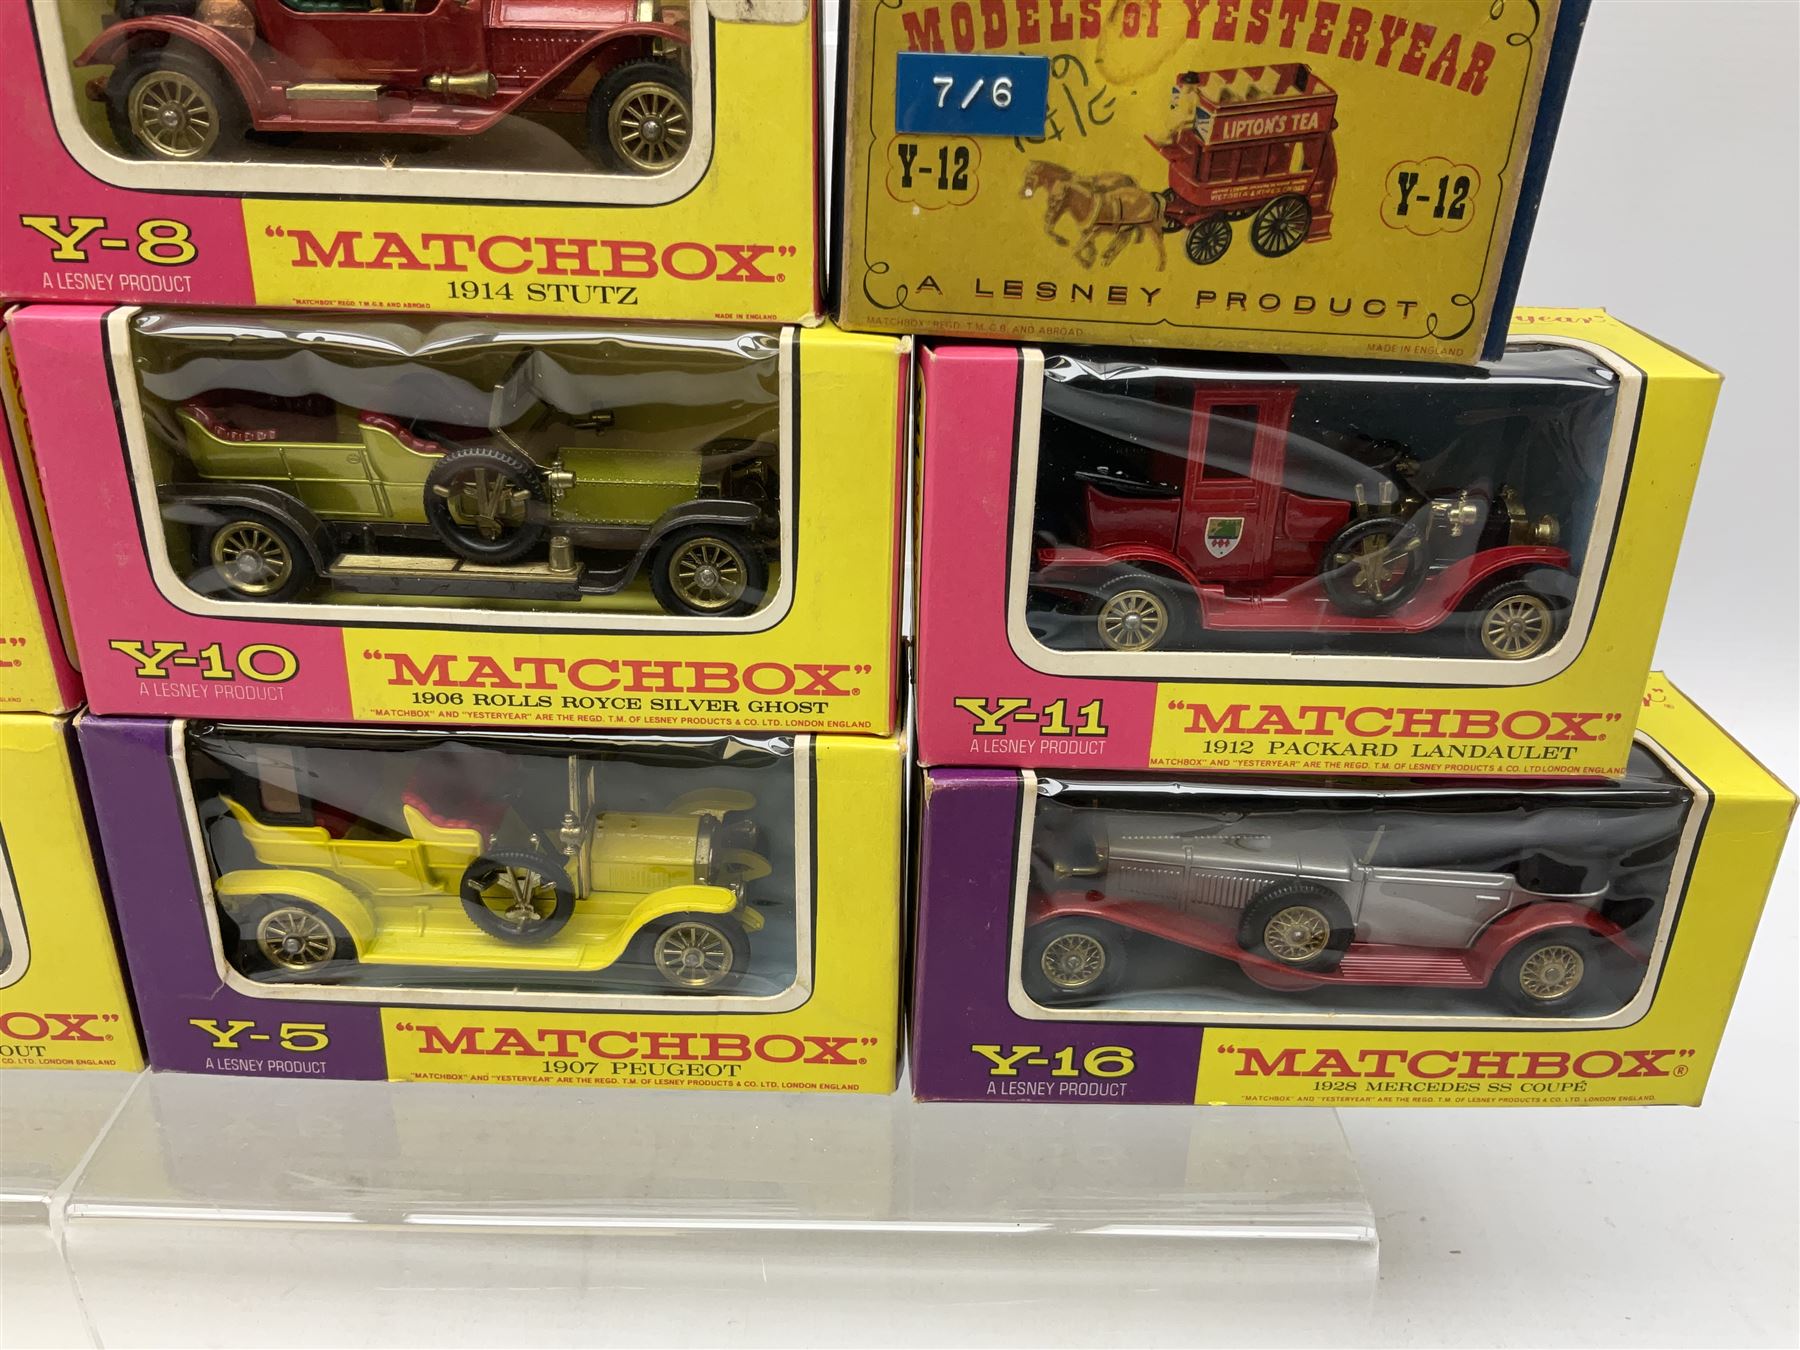 Y-8
A LESNEY PRODUCT
"MATCHBOX"®
1914 STUTZ
"MATCHBOX" REGD. T.M. G.B. AND ABROAD
MADE IN ENGLAND
MODELS of YESTERYEAR
7/6
LIPTON'S TEA
Y-12
Y-12
A LESNEY PRODUCT
"MATCHBOX" REGD. T.M. G.B. AND ABROAD
MADE IN ENGLAND
Y-10
A LESNEY PRODUCT
"MATCHBOX"®
1906 ROLLS ROYCE SILVER GHOST
"MATCHBOX" AND "YESTERYEAR" ARE THE REGD. T.M. OF LESNEY PRODUCTS & CO. LTD. LONDON ENGLAND
Y-11
A LESNEY PRODUCT
"MATCHBOX"®
1912 PACKARD LANDAULET
MATCHBOX" AND "YESTERYEAR" ARE THE REGD. T.M. OF LESNEY PRODUCTS & CO. LTD LONDON ENGLAND
OX"
OUT
CO. LTD. LONDON ENGLAND
Y-5
A LESNEY PRODUCT
"MATCHBOX"®
1907 PEUGEOT
"MATCHBOX" AND "YESTERYEAR" ARE THE REGD. T.M. OF LESNEY PRODUCTS & CO. LTD. LONDON ENGLAND
Y-16
A LESNEY PRODUCT
"MATCHBOX"®
1928 MERCEDES SS COUPÉ
"MATCHBOX" AND "YESTERYEAR" ARE THE REGD. T.M. OF LESNEY PRODUCTS & CO. LTD. LONDON ENGLAND.